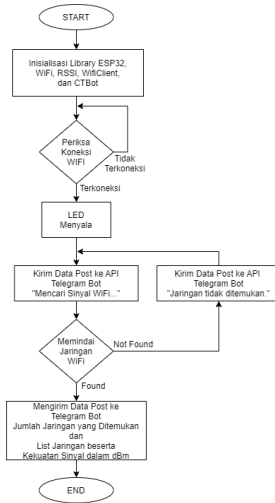 START
Inisialisasi Library ESP32,
WiFi, RSSI, WifiClient,
dan CTBot
Periksa
Koneksi
WIFI
Tidak
Terkoneksi
Terkoneksi
LED
Menyala
Kirim Data Post ke API
Telegram Bot
"Mencari Sinyal WiFi..."
Kirim Data Post ke API
Telegram Bot
"Jaringan tidak ditemukan."
Memindai
Jaringan
WiFi
Not Found
Found
Mengirim Data Post ke
Telegram Bot
Jumlah Jaringan yang Ditemukan
dan
List Jaringan beserta
Kekuatan Sinyal dalam dBm
END